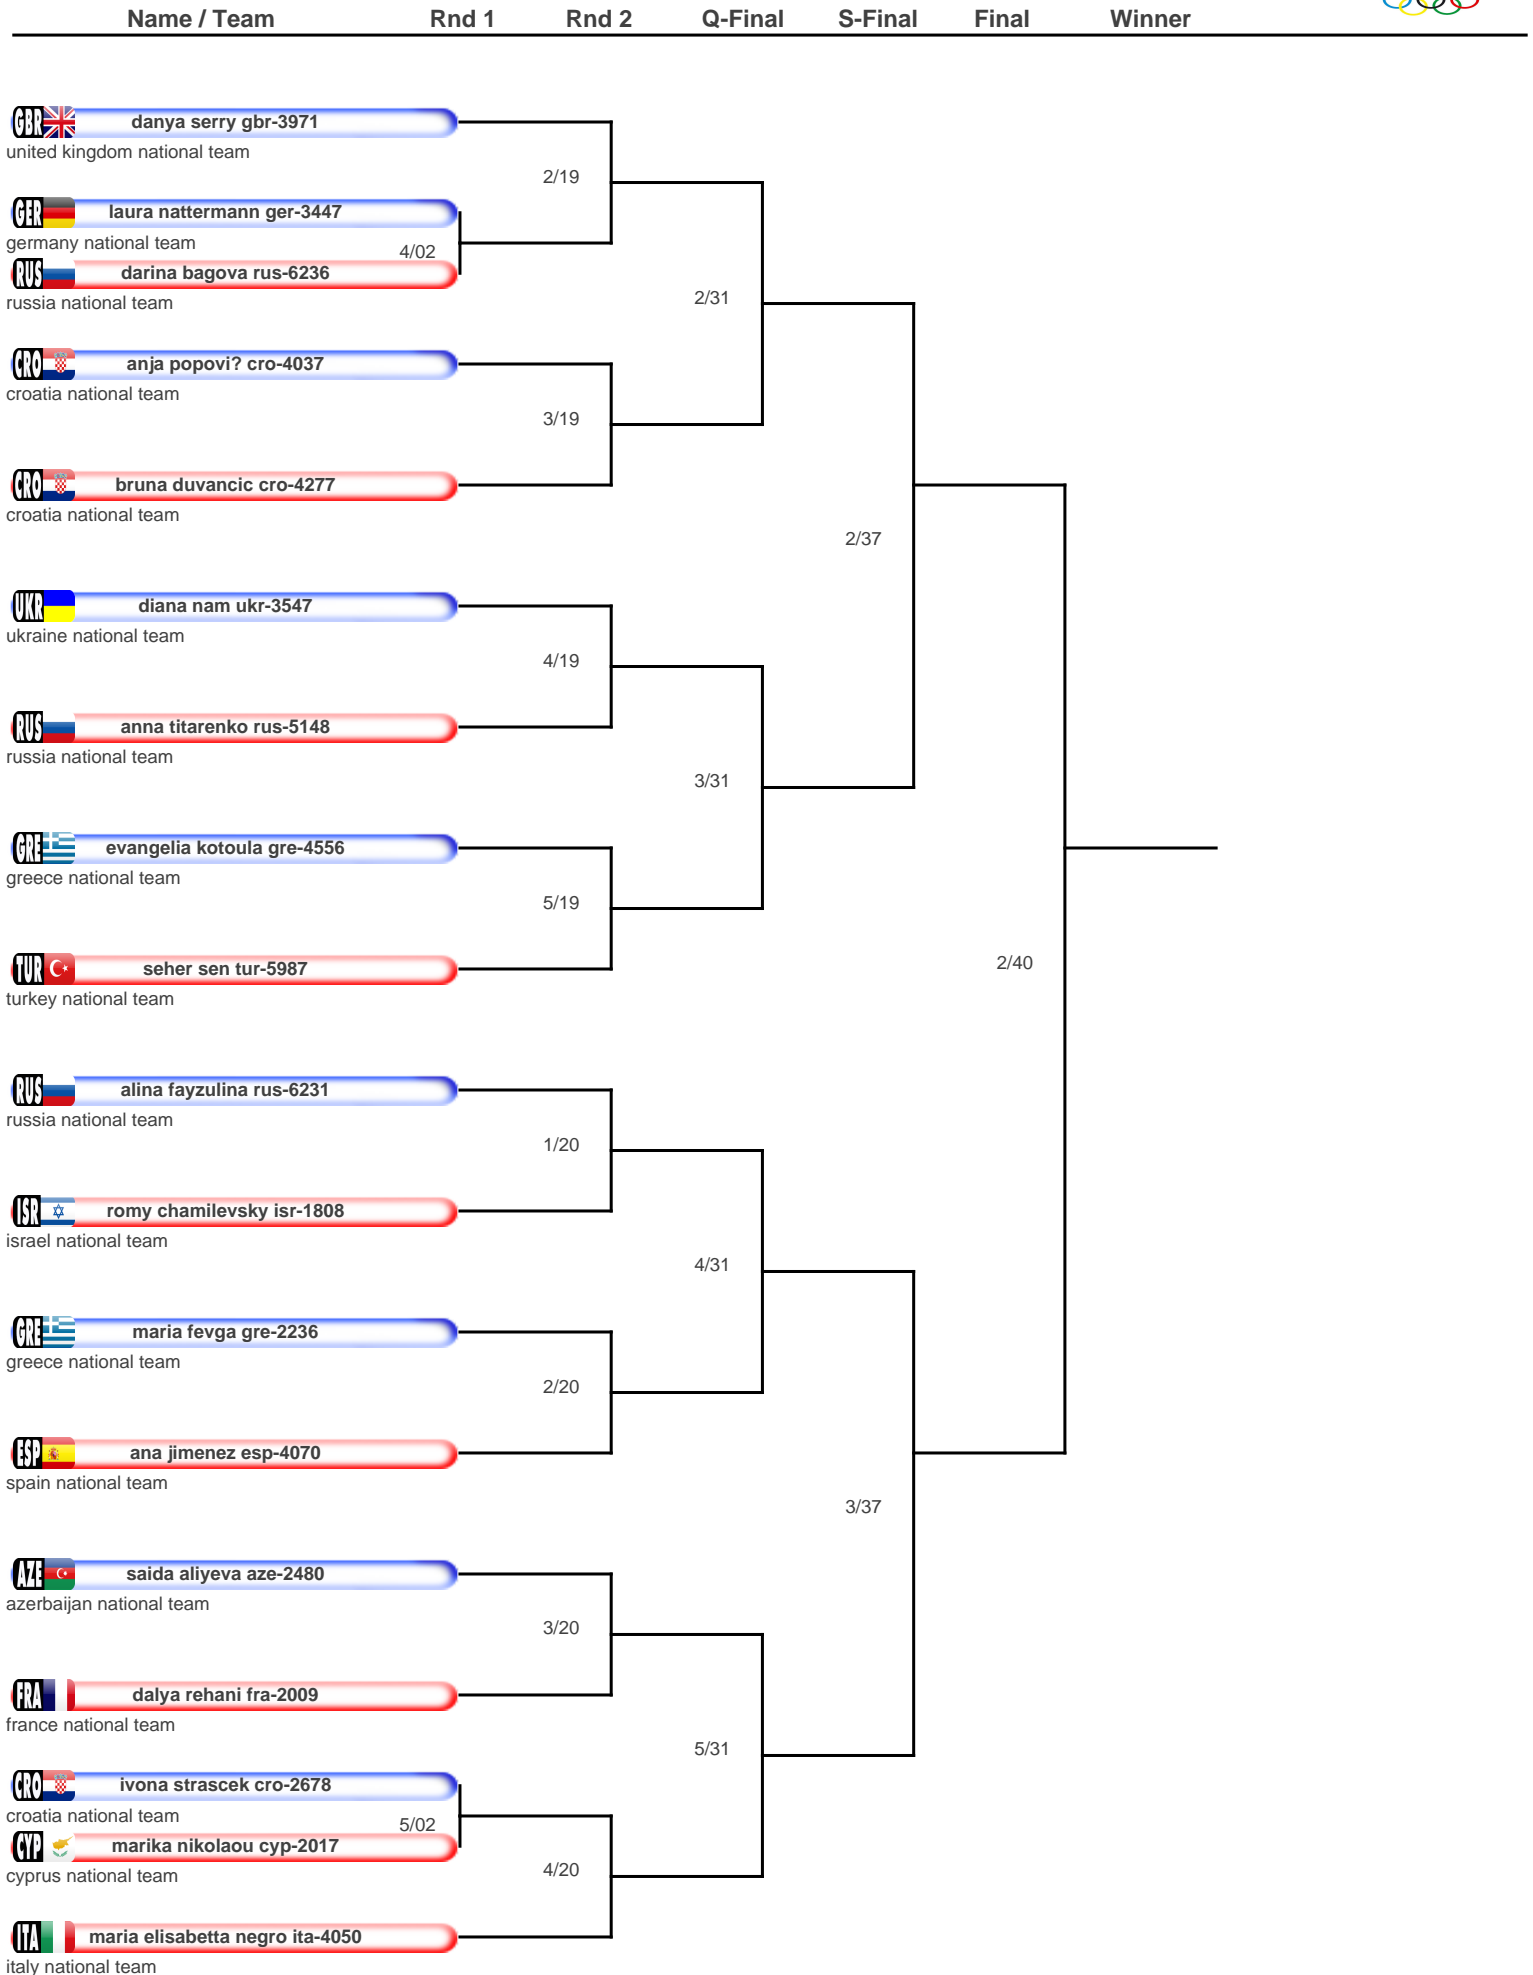 Name / Team Rnd 1 Rnd 2 Q-Final S-Final Final Winner
GBR danya serry gbr-3971
united kingdom national team
2/19
GER laura nattermann ger-3447
germany national team
4/02
RUS darina bagova rus-6236
russia national team
2/31
CRO anja popovi? cro-4037
croatia national team
3/19
CRO bruna duvancic cro-4277
croatia national team
2/37
UKR diana nam ukr-3547
ukraine national team
4/19
RUS anna titarenko rus-5148
russia national team
3/31
GRE evangelia kotoula gre-4556
greece national team
5/19
TUR seher sen tur-5987
2/40
turkey national team
RUS alina fayzulina rus-6231
russia national team
1/20
ISR romy chamilevsky isr-1808
israel national team
4/31
GRE maria fevga gre-2236
greece national team
2/20
ESP ana jimenez esp-4070
spain national team
3/37
AZE saida aliyeva aze-2480
azerbaijan national team
3/20
FRA dalya rehani fra-2009
france national team
5/31
CRO ivona strascek cro-2678
croatia national team
5/02
CYP marika nikolaou cyp-2017
cyprus national team
4/20
ITA maria elisabetta negro ita-4050
italy national team